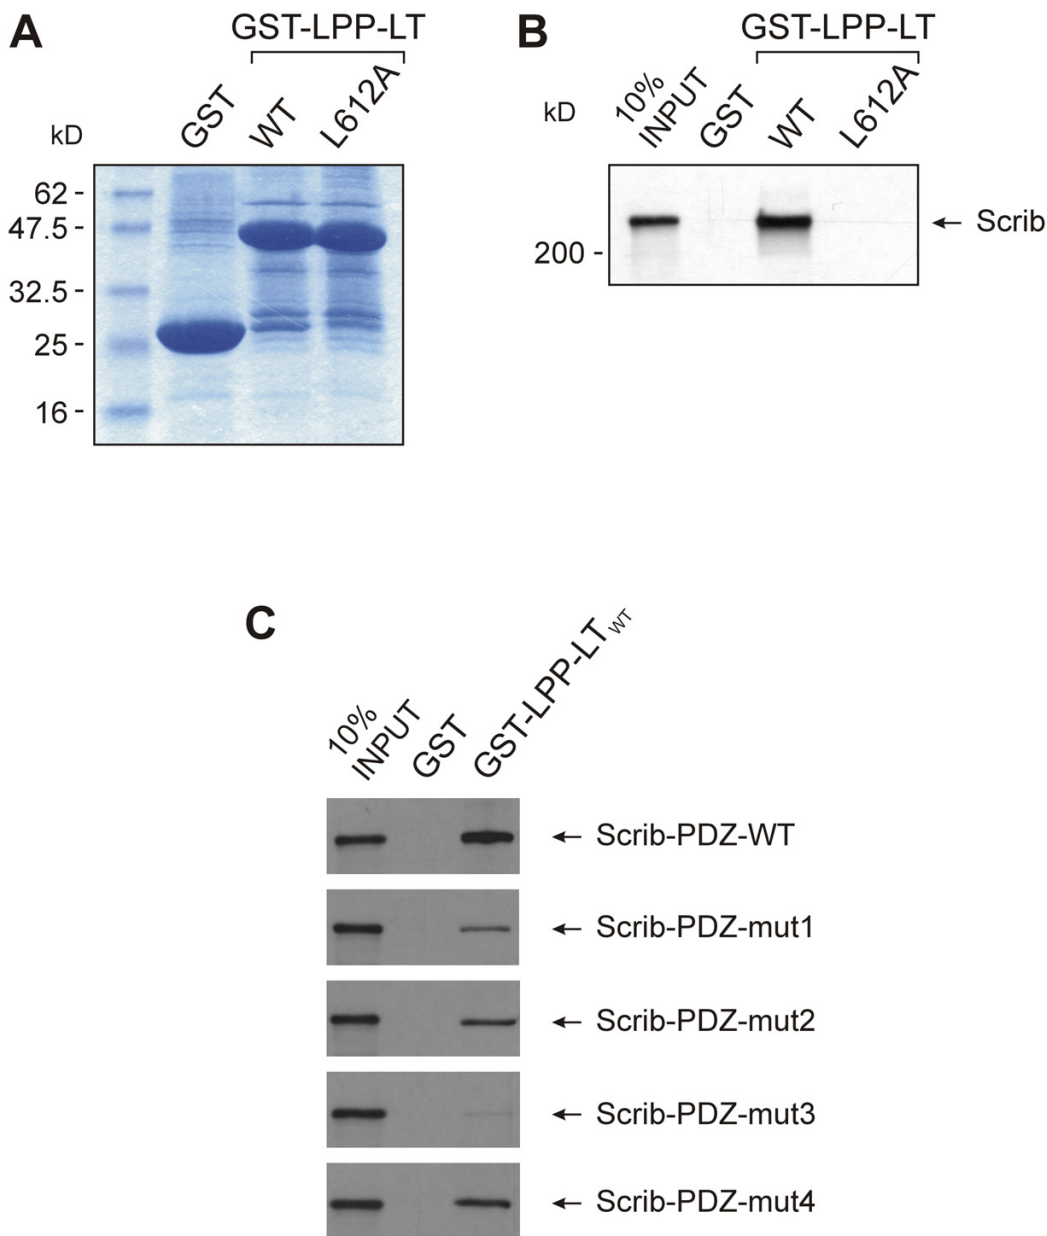 A
GST-LPP-LT
kD
GST
WT
L612A
62
47.5
32.5
25
16
B
GST-LPP-LT
kD
10%
INPUT
GST
WT
L612A
200
← Scrib
C
10%
INPUT
GST
GST-LPP-LTWT
← Scrib-PDZ-WT
← Scrib-PDZ-mut1
← Scrib-PDZ-mut2
← Scrib-PDZ-mut3
← Scrib-PDZ-mut4